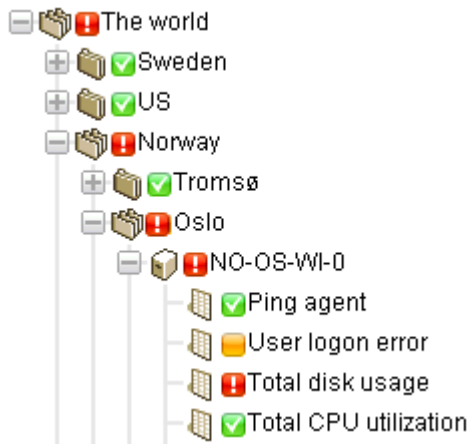 The world
Sweden
US
Norway
Tromsø
Oslo
NO-OS-WI-0
Ping agent
User logon error
Total disk usage
Total CPU utilization